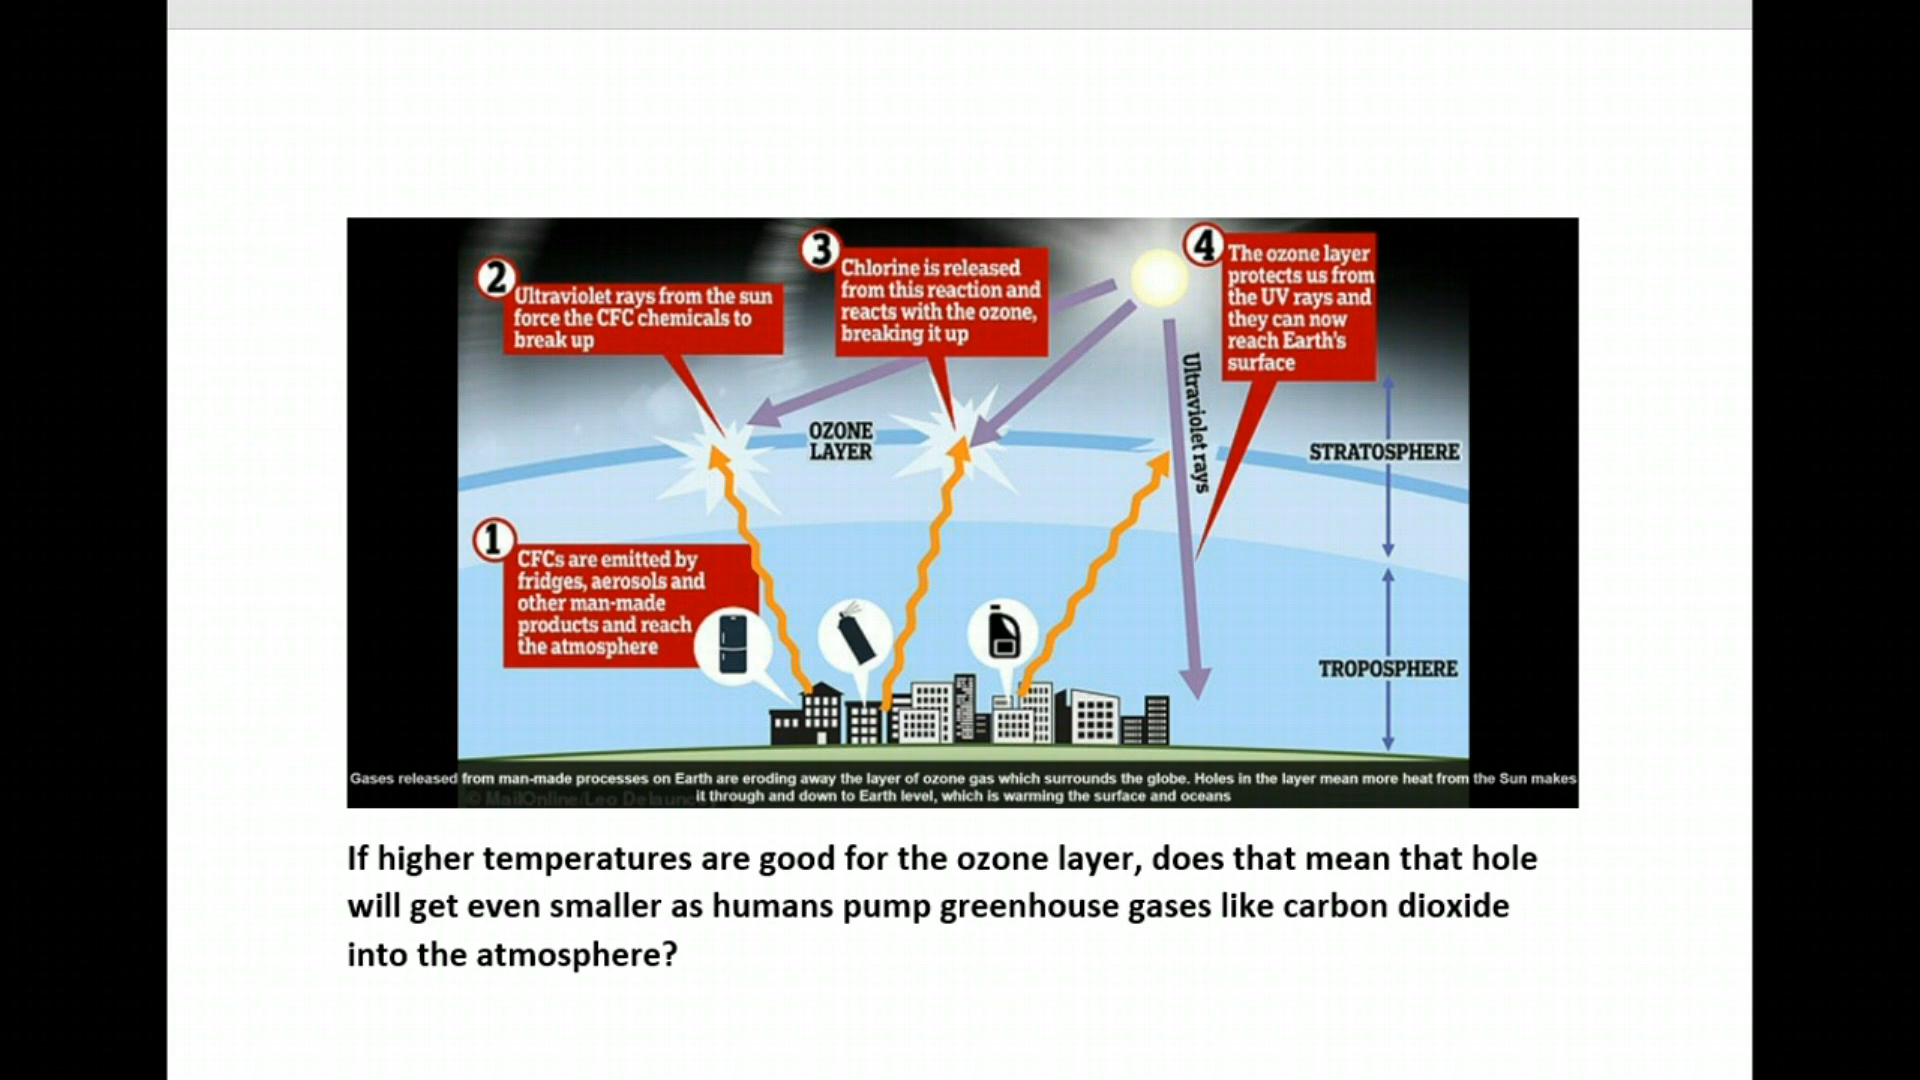 1
CFCs are emitted by
fridges, aerosols and
other man-made
products and reach
the atmosphere
2
Ultraviolet rays from the sun
force the CFC chemicals to
break up
3
Chlorine is released
from this reaction and
reacts with the ozone,
breaking it up
4
The ozone layer
protects us from
the UV rays and
they can now
reach Earth's
surface
OZONE
LAYER
Ultraviolet rays
STRATOSPHERE
TROPOSPHERE
Gases released from man-made processes on Earth are eroding away the layer of ozone gas which surrounds the globe. Holes in the layer mean more heat from the Sun makes
it through and down to Earth level, which is warming the surface and oceans
© MailOnline/Leo
If higher temperatures are good for the ozone layer, does that mean that hole
will get even smaller as humans pump greenhouse gases like carbon dioxide
into the atmosphere?